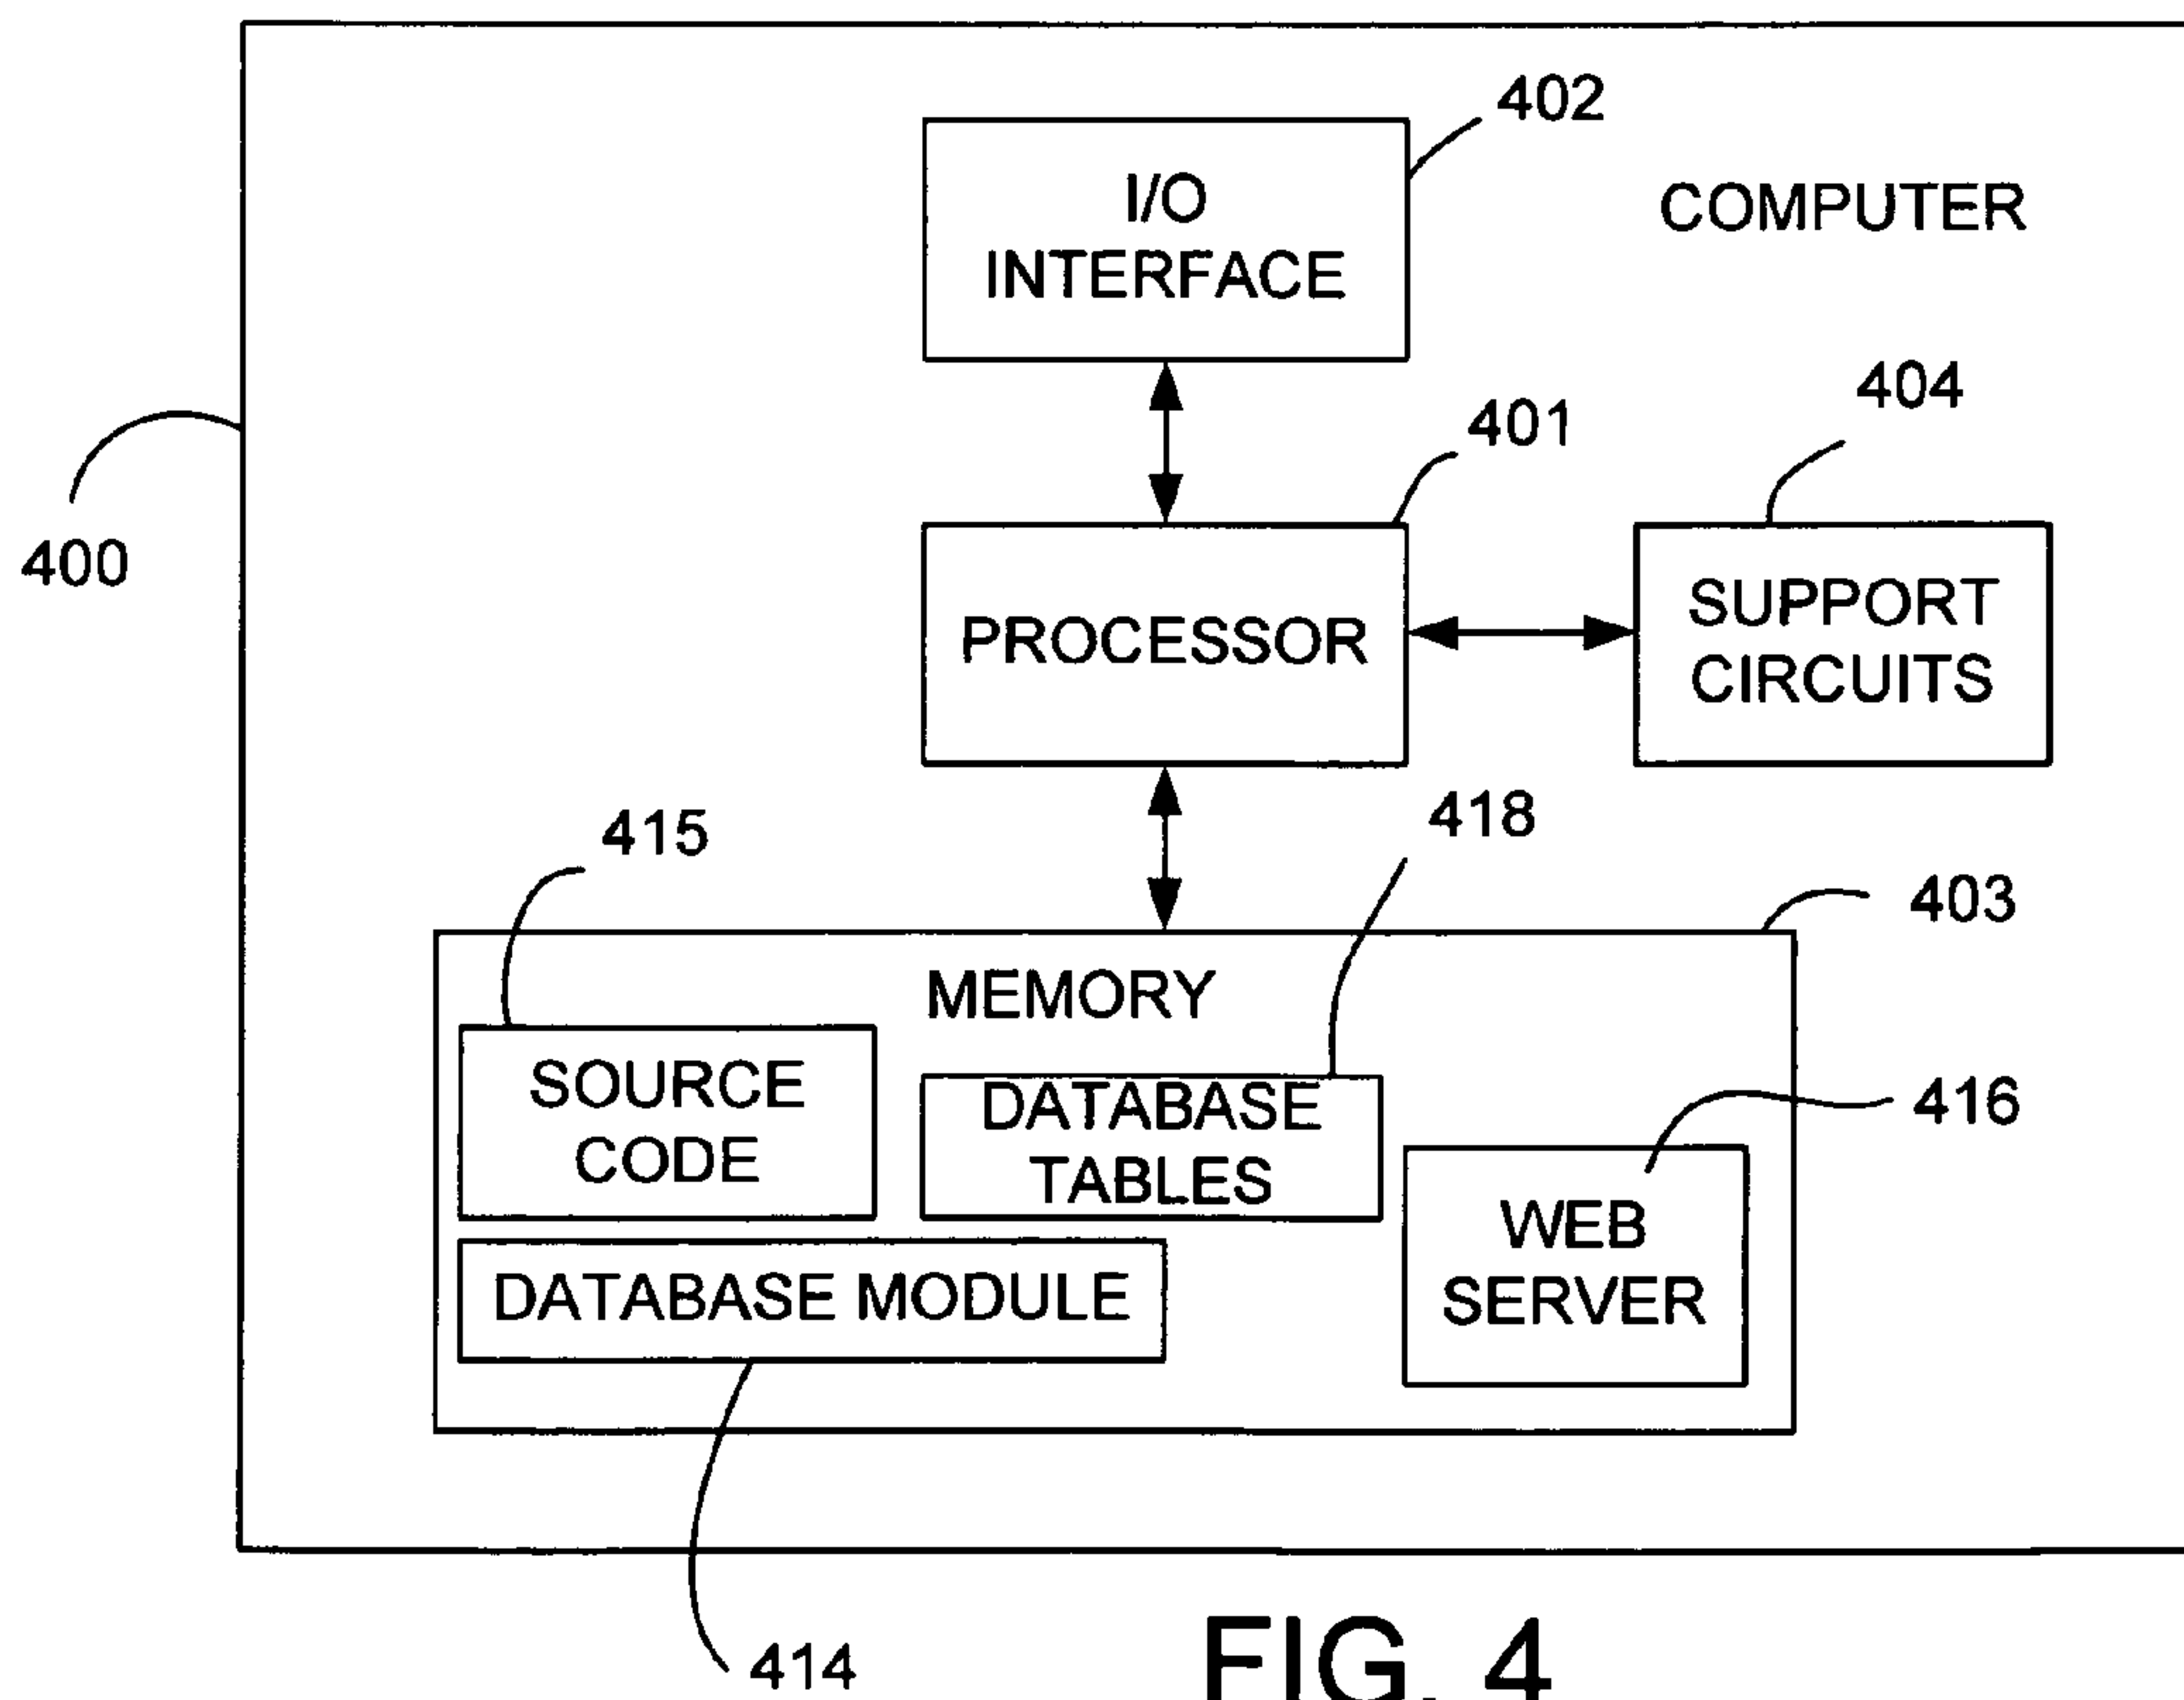 402
I/O
INTERFACE
COMPUTER
404
401
400
PROCESSOR
SUPPORT
CIRCUITS
415
418
403
MEMORY
SOURCE
CODE
DATABASE
TABLES
416
WEB
SERVER
DATABASE MODULE
414
FIG. 4